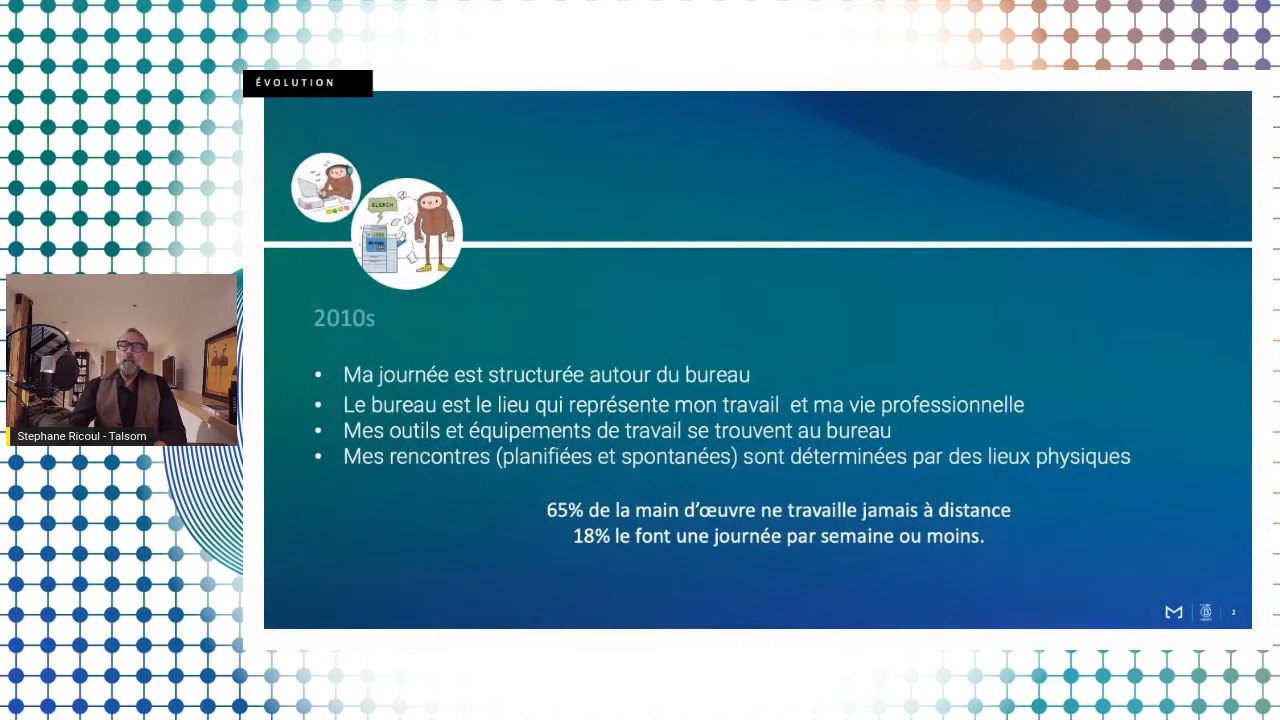 ÉVOLUTION
BLERCH
2010s
• Ma journée est structurée autour du bureau
• Le bureau est le lieu qui représente mon travail et ma vie professionnelle
• Mes outils et équipements de travail se trouvent au bureau
• Mes rencontres (planifiées et spontanées) sont déterminées par des lieux physiques
65% de la main d’œuvre ne travaille jamais à distance
18% le font une journée par semaine ou moins.
Stephane Ricoul - Talsom
2